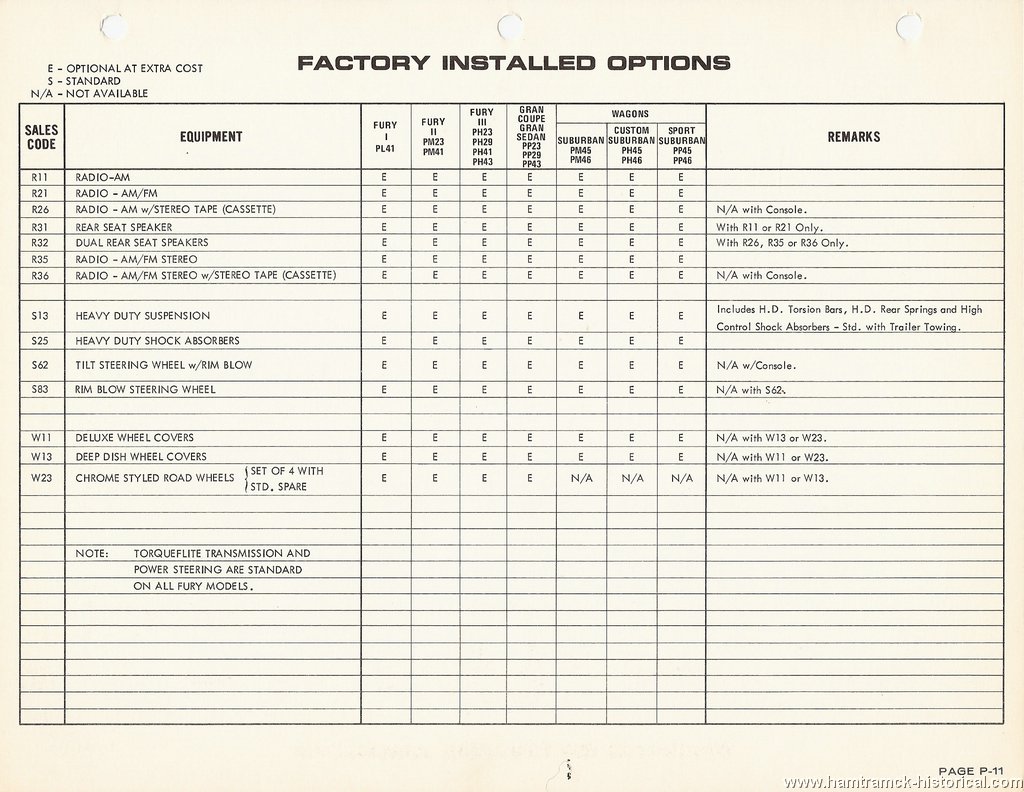 FACTORY INSTALLED OPTIONS
E - OPTIONAL AT EXTRA COST
S - STANDARD
N/A - NOT AVAILABLE
SALES CODE EQUIPMENT FURY I PL41 FURY II PM23 PM41 FURY III PH23 PH29 PH41 PH43 GRAN COUPE GRAN SEDAN PP23 PP29 PP43 WAGONS SUBURBAN PM45 PM46 CUSTOM SUBURBAN PH45 PH46 SPORT SUBURBAN PP45 PP46 REMARKS
R11 RADIO-AM E E E E E E E
R21 RADIO - AM/FM E E E E E E E
R26 RADIO - AM w/STEREO TAPE (CASSETTE) E E E E E E E N/A with Console.
R31 REAR SEAT SPEAKER E E E E E E E With R11 or R21 Only.
R32 DUAL REAR SEAT SPEAKERS E E E E E E E With R26, R35 or R36 Only.
R35 RADIO - AM/FM STEREO E E E E E E E
R36 RADIO - AM/FM STEREO w/STEREO TAPE (CASSETTE) E E E E E E E N/A with Console.
S13 HEAVY DUTY SUSPENSION E E E E E E E Includes H.D. Torsion Bars, H.D. Rear Springs and High
Control Shock Absorbers - Std. with Trailer Towing.
S25 HEAVY DUTY SHOCK ABSORBERS E E E E E E E
S62 TILT STEERING WHEEL w/RIM BLOW E E E E E E E N/A w/Console.
S83 RIM BLOW STEERING WHEEL E E E E E E E N/A with S62.
W11 DELUXE WHEEL COVERS E E E E E E E N/A with W13 or W23.
W13 DEEP DISH WHEEL COVERS E E E E E E E N/A with W11 or W23.
W23 CHROME STYLED ROAD WHEELS { SET OF 4 WITH
STD. SPARE E E E E N/A N/A N/A N/A with W11 or W13.
NOTE: TORQUEFLITE TRANSMISSION AND
POWER STEERING ARE STANDARD
ON ALL FURY MODELS.
PAGE P-11
www.hamtramck-historical.com